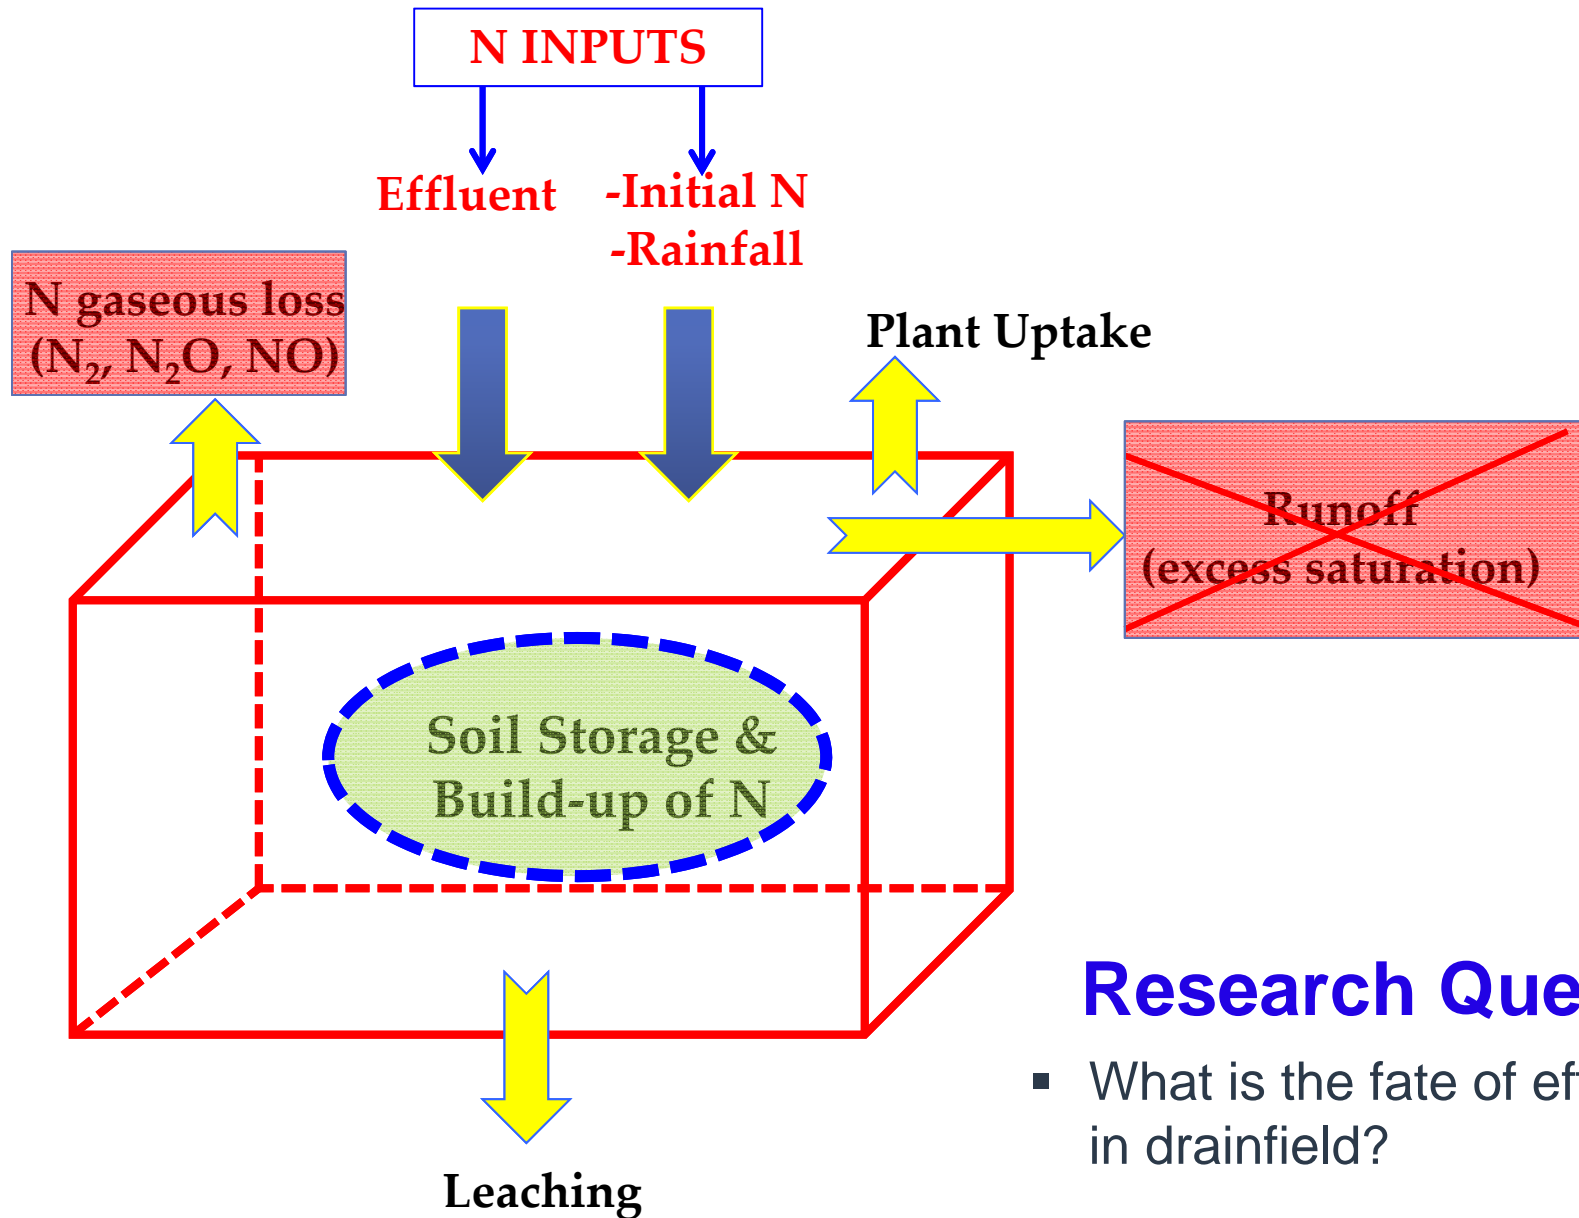 N INPUTS
Effluent
-Initial N
-Rainfall
N gaseous loss
(N₂, N₂O, NO)
Plant Uptake
Runoff
(excess saturation)
Soil Storage &
Build-up of N
Leaching
Research Que
What is the fate of ef
in drainfield?